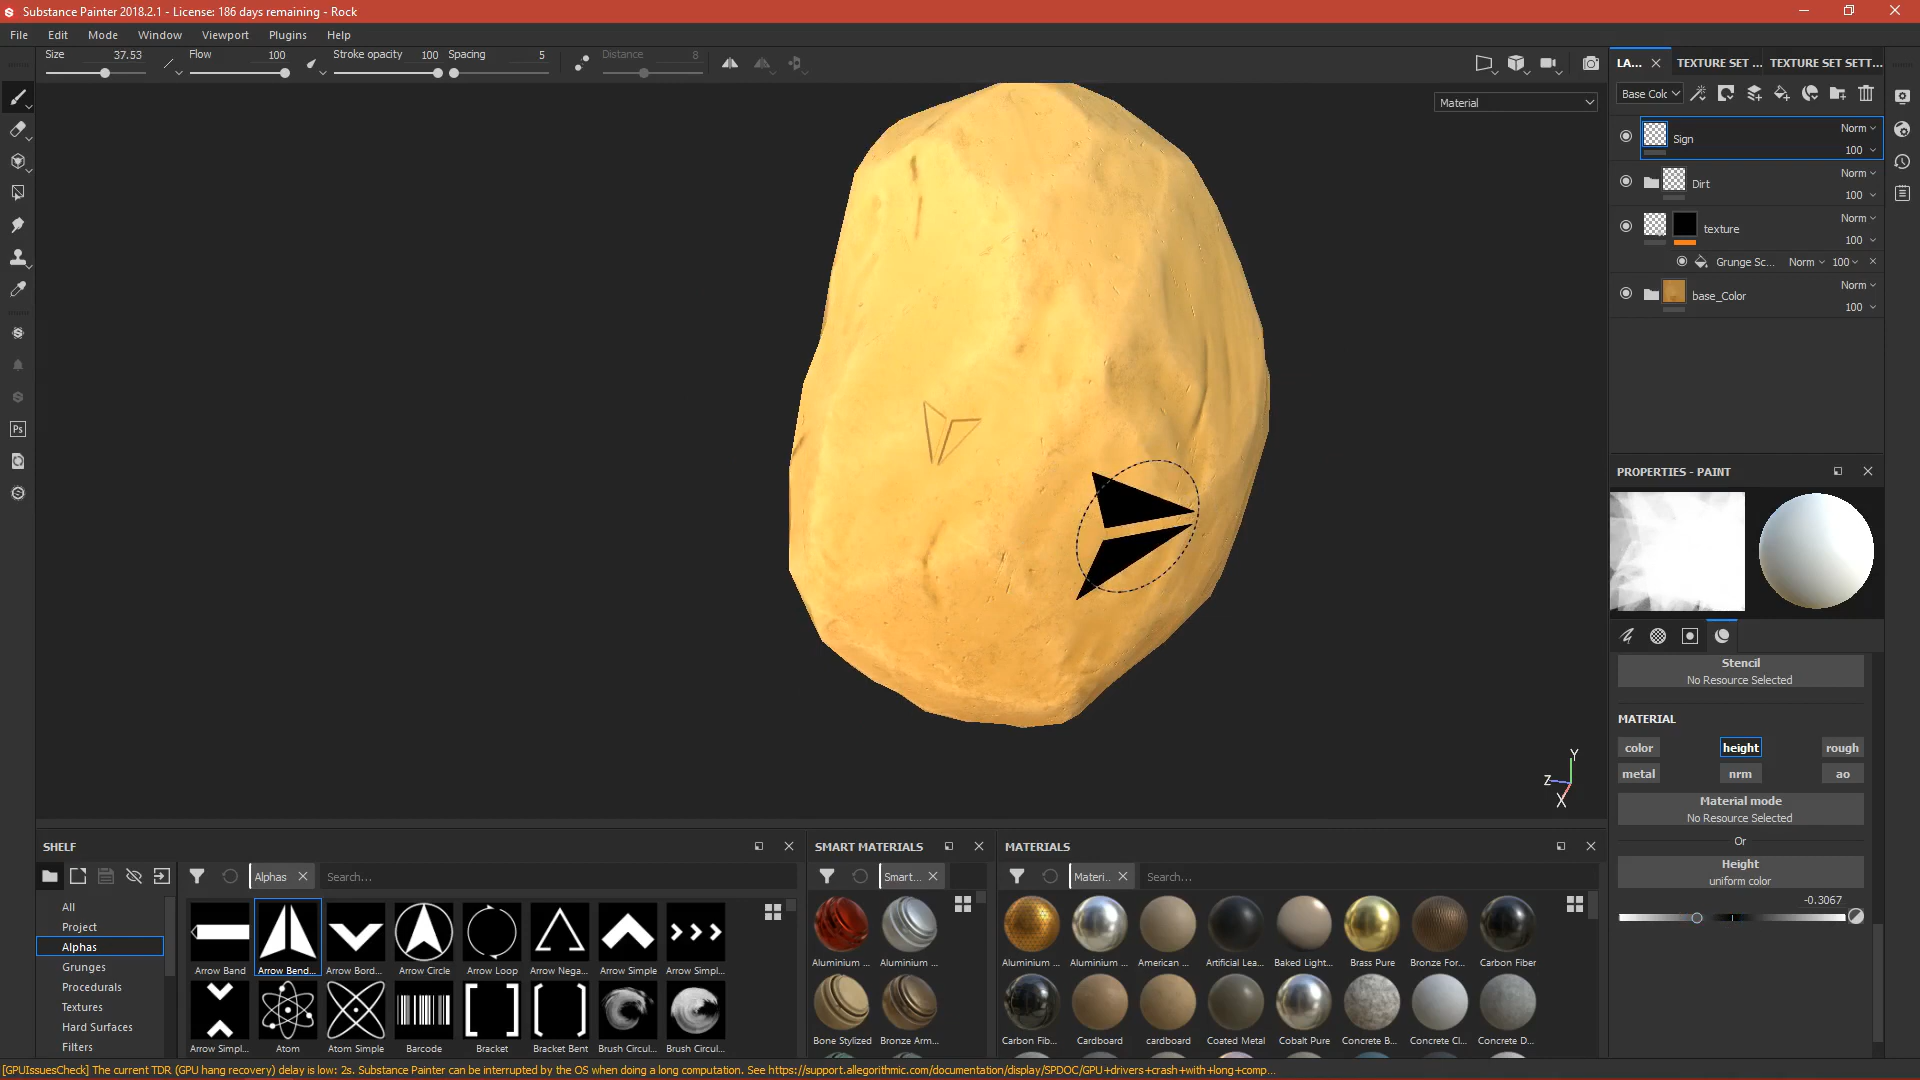 Substance Painter 2018.2.1 - License: 186 days remaining - Rock
File Edit Mode Window Viewport Plugins Help
Size 37.53 Flow 100 Stroke opacity 100 Spacing 5 Distance 8
Material
LA... TEXTURE SET ... TEXTURE SET SETT...
Base Colc
Norm
Sign
100
Norm
Dirt
100
Norm
texture
100
Grunge Sc... Norm 100
Norm
base_Color
100
PROPERTIES - PAINT
Ps
Stencil
No Resource Selected
MATERIAL
color height rough
metal nrm ao
Material mode
No Resource Selected
Or
Height
uniform color
-0.3067
Y
Z
X
SHELF
Alphas Search...
All
Project
Alphas
Grunges
Procedurals
Textures
Hard Surfaces
Filters
Arrow Band Arrow Bend... Arrow Bord... Arrow Circle Arrow Loop Arrow Nega... Arrow Simple Arrow Simpl...
Arrow Simpl... Atom Atom Simple Barcode Bracket Bracket Bent Brush Circul... Brush Circul...
SMART MATERIALS
Smart...
Aluminium ... Aluminium ...
Bone Stylized Bronze Arm...
MATERIALS
Materi.. Search...
Aluminium ... Aluminium ... American ... Artificial Lea... Baked Light... Brass Pure Bronze For... Carbon Fiber
Carbon Fib... Cardboard cardboard Coated Metal Cobalt Pure Concrete B... Concrete Cl... Concrete D...
[GPUIssuesCheck] The current TDR (GPU hang recovery) delay is low: 2s. Substance Painter can be interrupted by the OS when doing a long computation. See https://support.allegorithmic.com/documentation/display/SPDOC/GPU+drivers+crash+with+long+comp...